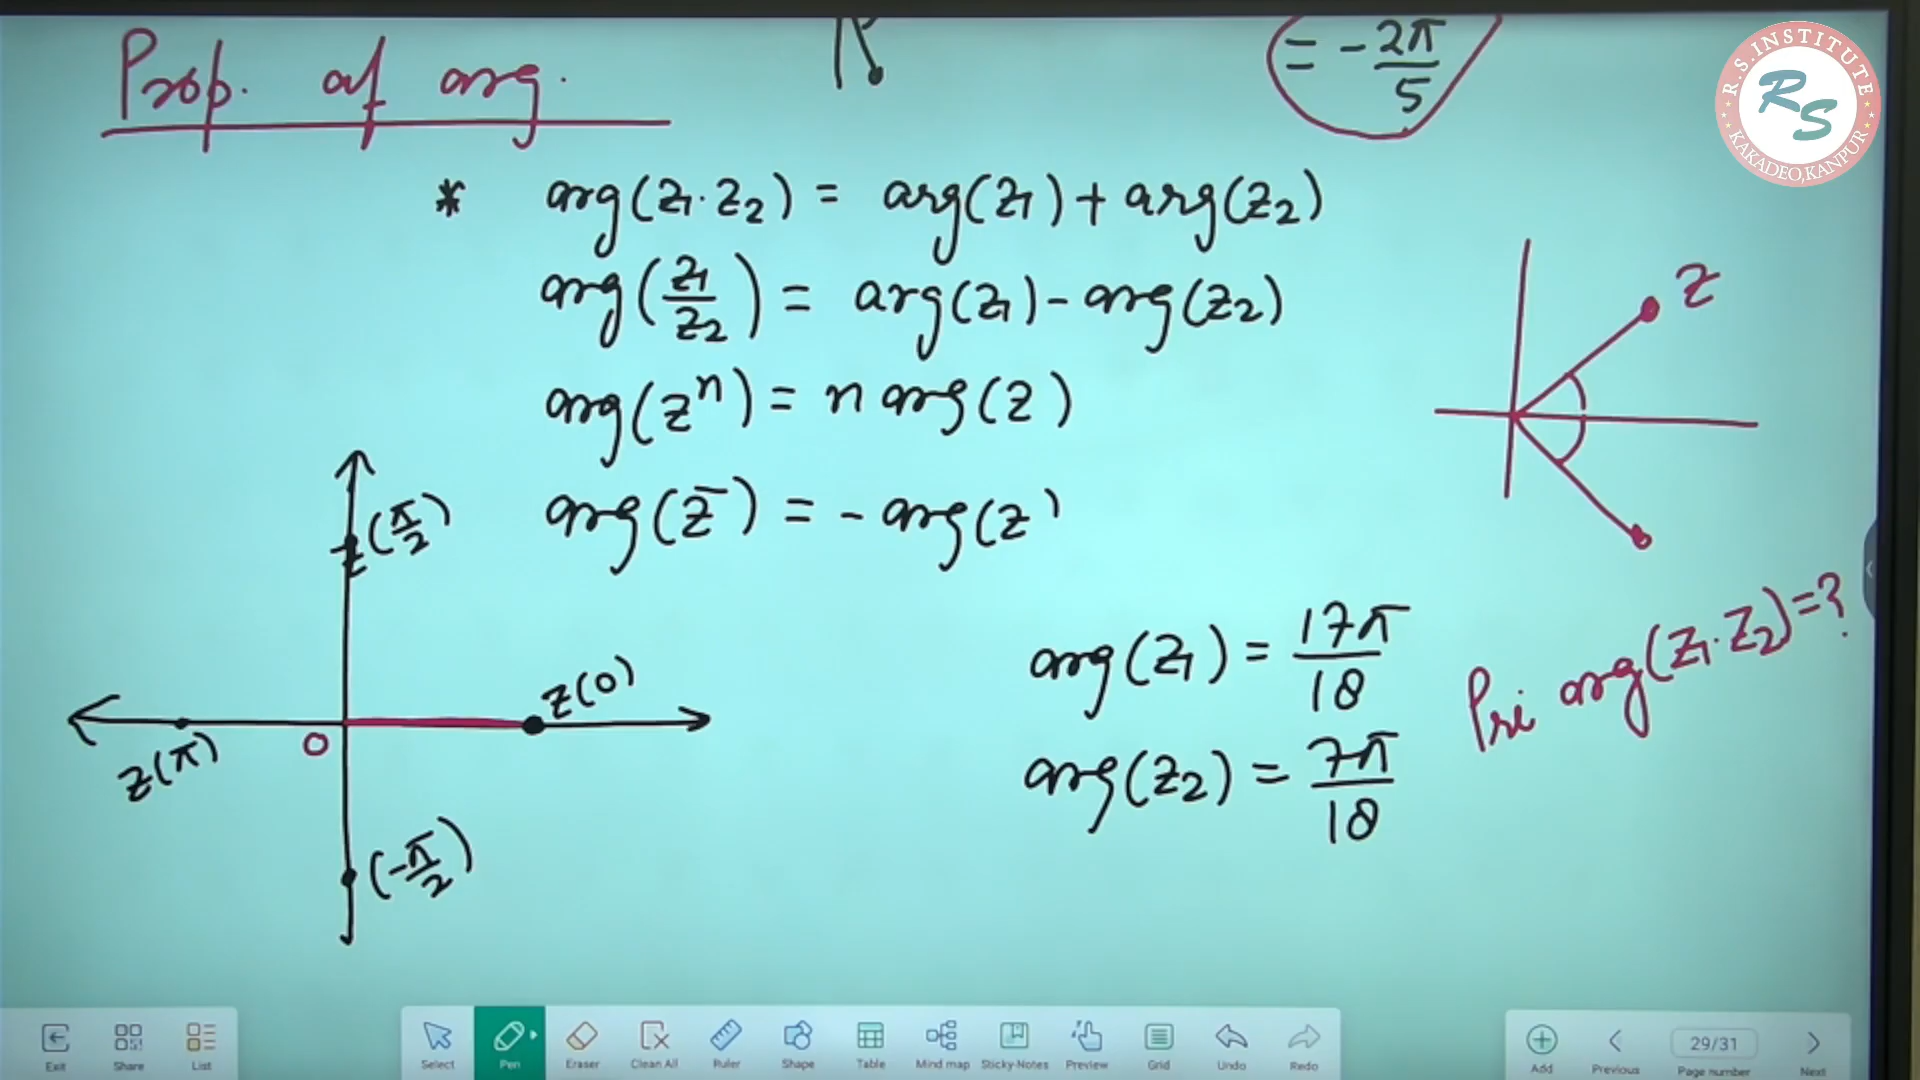 Prop. of arg.
= -2π/5
R.S.INSTITUTE
RS
KAKADEO,KANPUR
* arg(z₁·z₂) = arg(z₁)+arg(z₂)
arg(z₁/z₂) = arg(z₁)-arg(z₂)
arg(zⁿ) = n arg(z)
arg(z̄) = -arg(z)
z
z(π/2)
z(0)
O
z(π)
(-π/2)
arg(z₁) = 17π/18
Pri arg(z₁·z₂)=?
arg(z₂) = 7π/18
Exit Share List
Select Pen Eraser Clean All Ruler Shape Table Mind map Sticky-Notes Preview Grid Undo Redo
29/31
Add Previous Page number Next